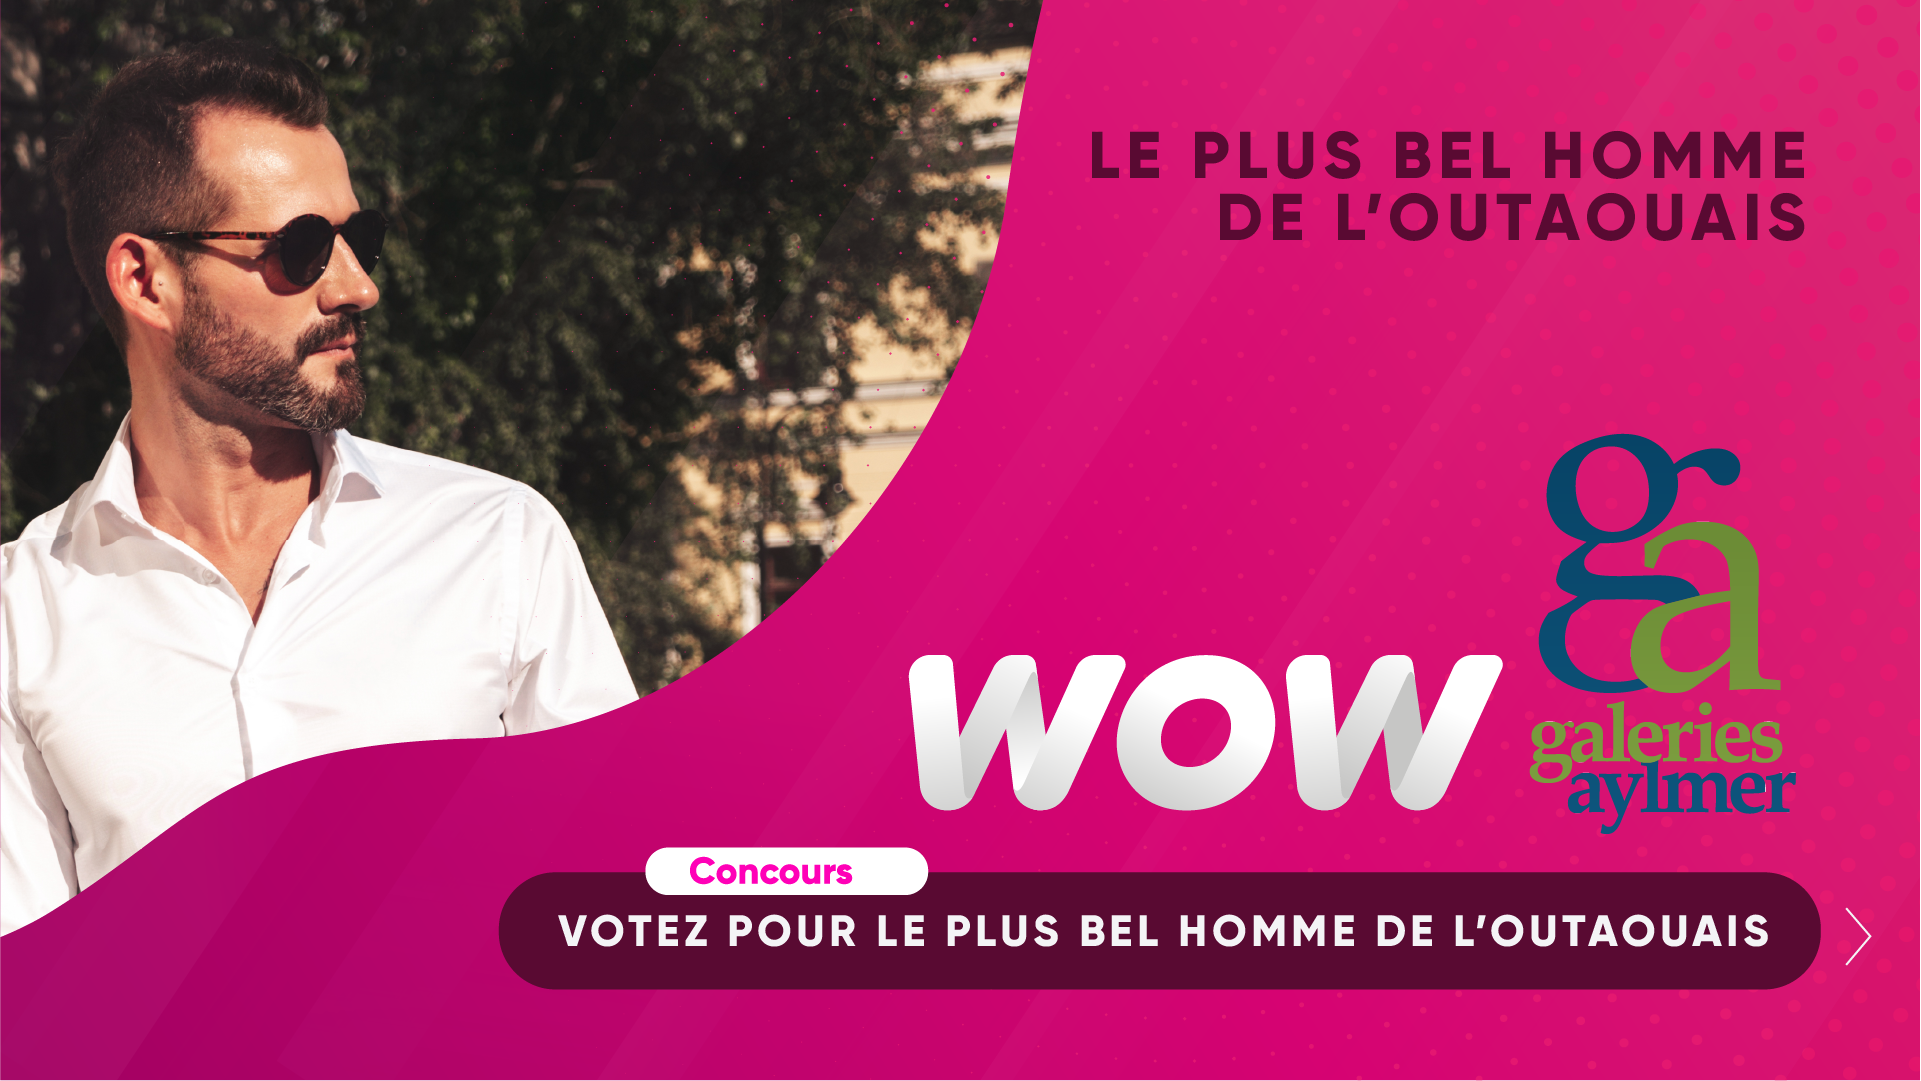 LE PLUS BEL HOMME
DE L’OUTAOUAIS
ga
WOW
galeries
aylmer
Concours
VOTEZ POUR LE PLUS BEL HOMME DE L’OUTAOUAIS